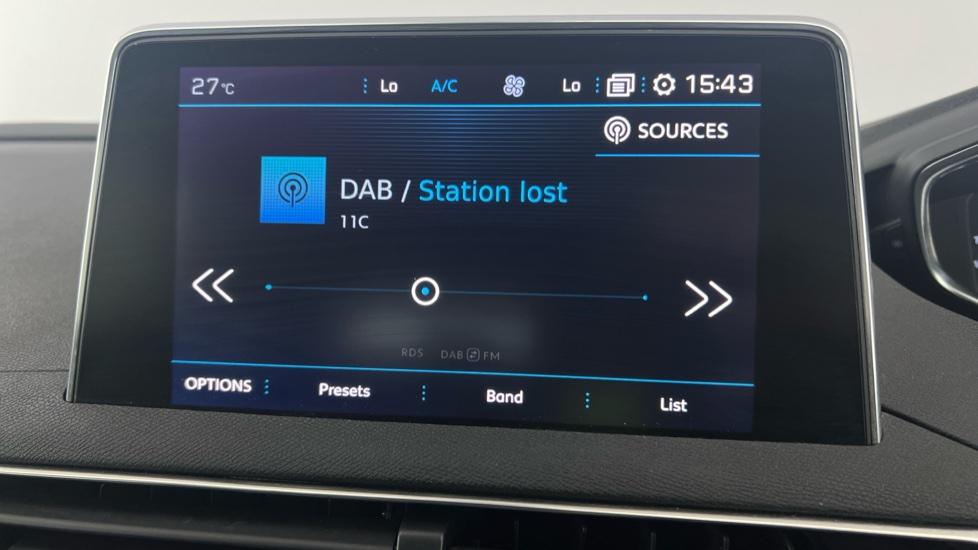 27°C Lo A/C Lo 15:43
SOURCES
DAB / Station lost
11C
RDS DAB FM
OPTIONS Presets Band List